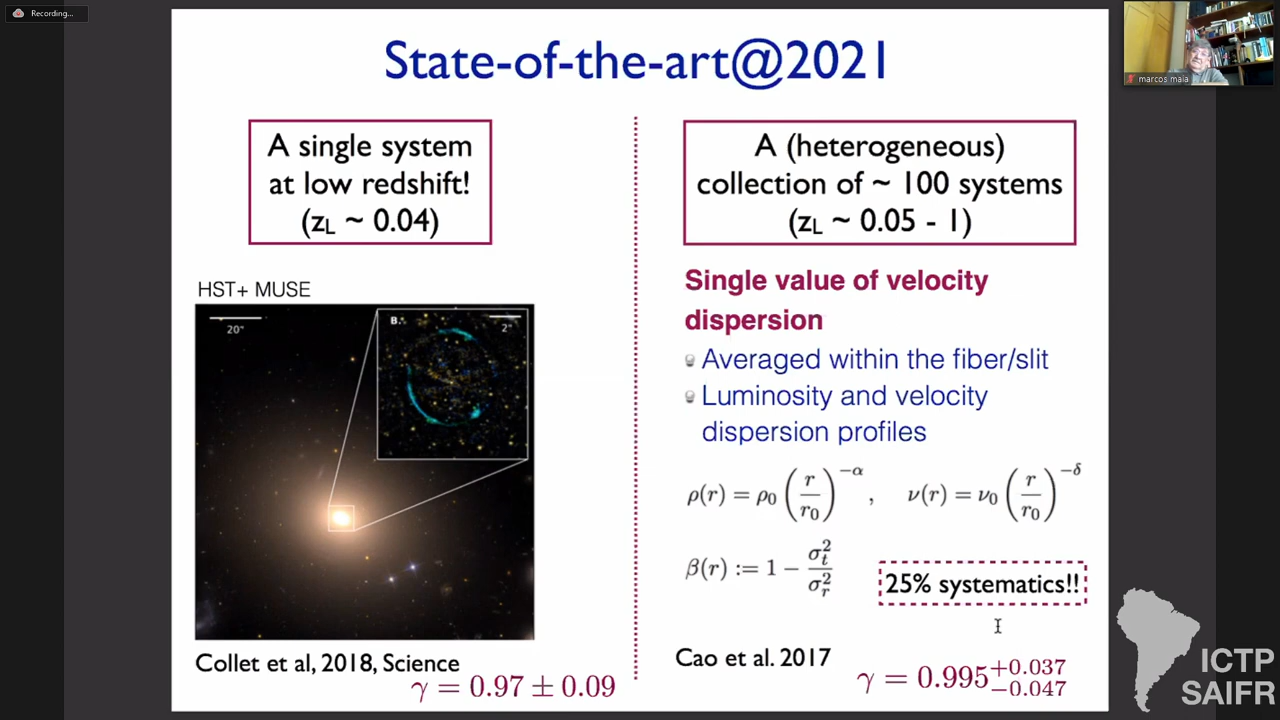 Recording...
State-of-the-art@2021
A single system
at low redshift!
(zL ~ 0.04)
HST+ MUSE
20"
B.
2"
Collet et al, 2018, Science
γ = 0.97 ± 0.09
A (heterogeneous)
collection of ~ 100 systems
(zL ~ 0.05 - 1)
Single value of velocity
dispersion
Averaged within the fiber/slit
Luminosity and velocity
dispersion profiles
ρ(r) = ρ₀ (r/r₀)^−α , ν(r) = ν₀ (r/r₀)^−δ
β(r) := 1 − σ_t²/σ_r²
25% systematics!!
Cao et al. 2017
γ = 0.995 +0.037 −0.047
marcos maia
ICTP
SAIFR